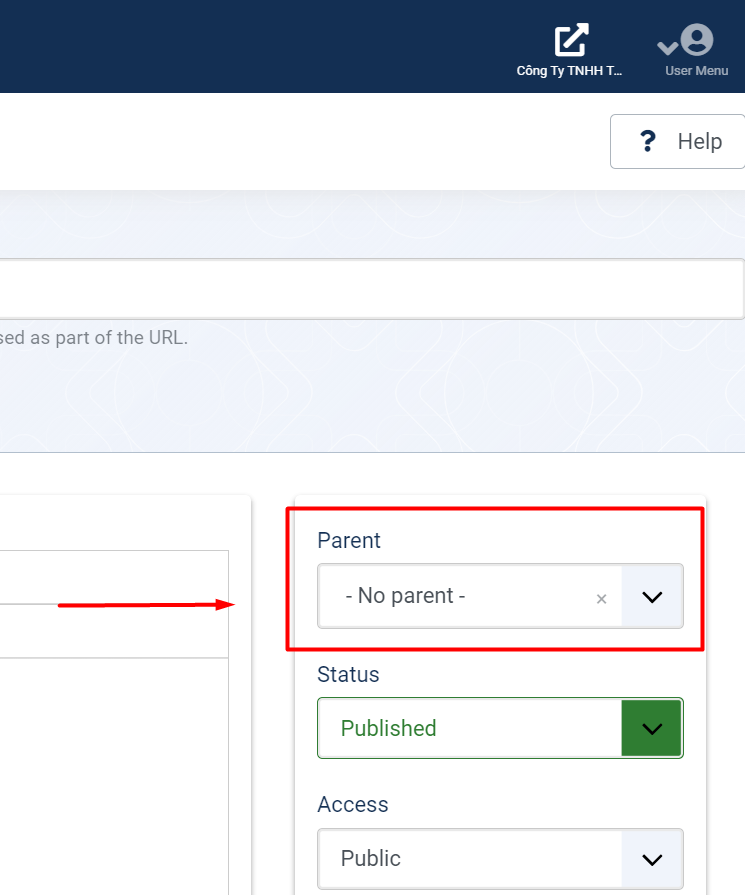 Công Ty TNHH T...
User Menu
? Help
sed as part of the URL.
Parent
- No parent -
×
Status
Published
Access
Public